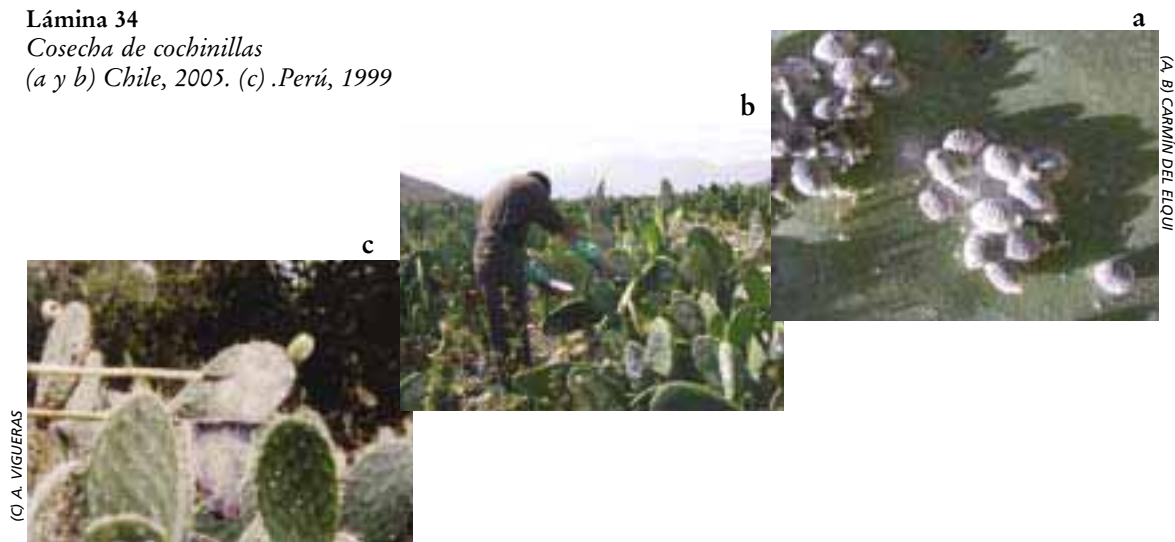 Lámina 34
Cosecha de cochinillas
(a y b) Chile, 2005. (c) .Perú, 1999
a
b
c
(A, B) CARMÍN DEL ELQUI
(C) A. VIGUERAS